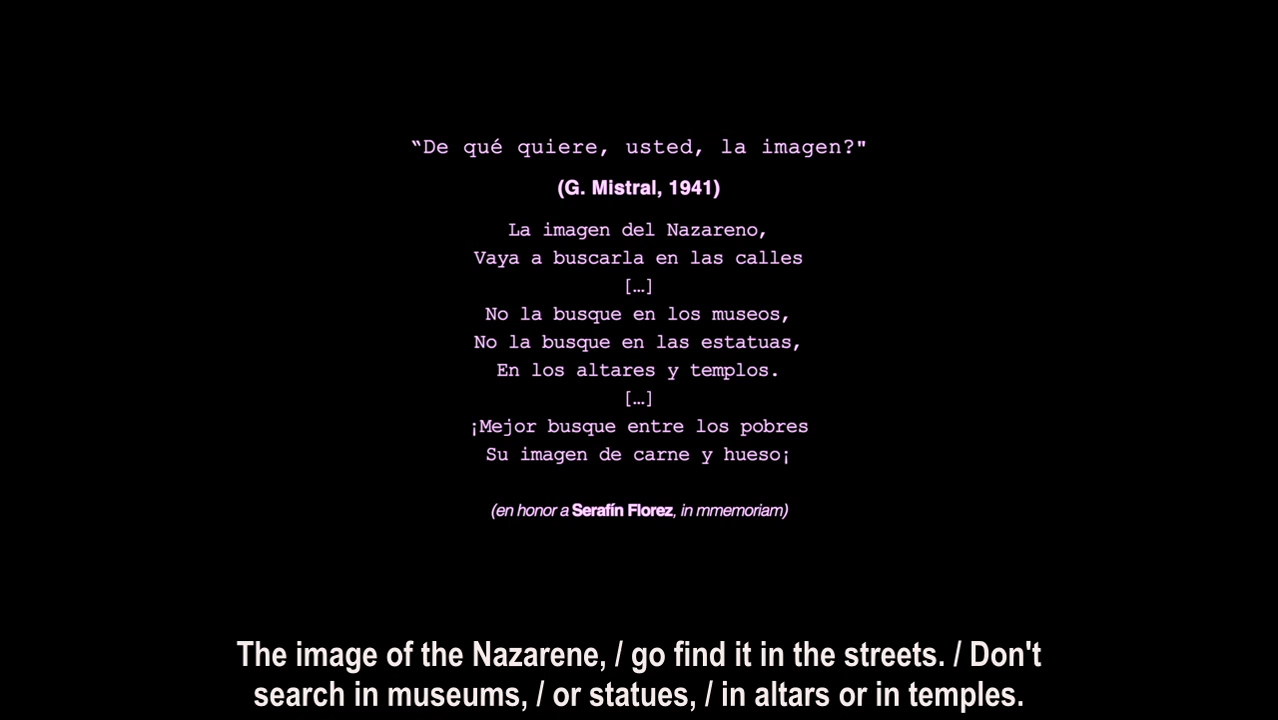 “De qué quiere, usted, la imagen?"
(G. Mistral, 1941)
La imagen del Nazareno,
Vaya a buscarla en las calles
[…]
No la busque en los museos,
No la busque en las estatuas,
En los altares y templos.
[…]
¡Mejor busque entre los pobres
Su imagen de carne y hueso¡
(en honor a Serafín Florez, in mmemoriam)
The image of the Nazarene, / go find it in the streets. / Don't
search in museums, / or statues, / in altars or in temples.